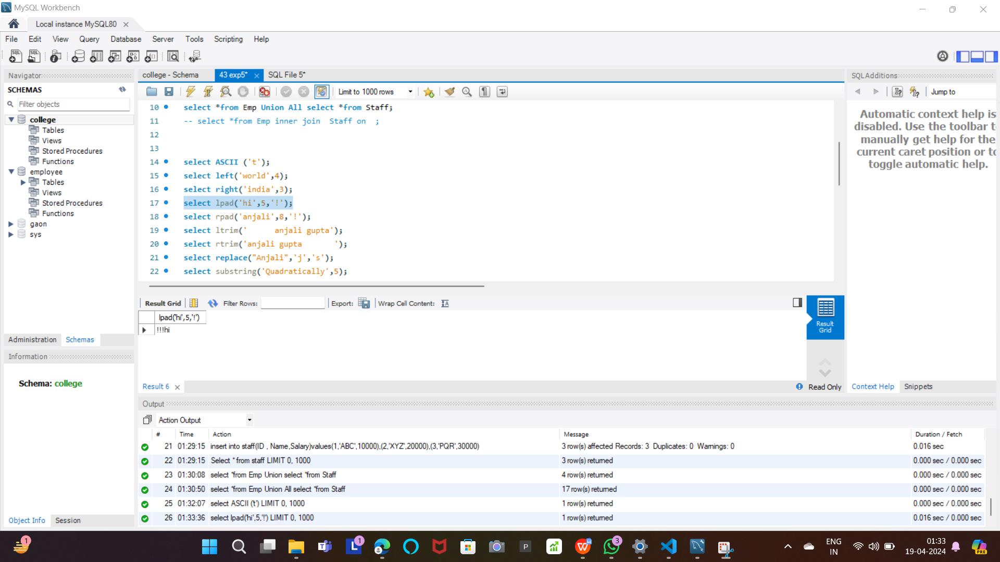 MySQL Workbench
Local instance MySQL80
File Edit View Query Database Server Tools Scripting Help
Navigator
SCHEMAS
Filter objects
college
Tables
Views
Stored Procedures
Functions
employee
Tables
Views
Stored Procedures
Functions
gaon
sys
Administration Schemas
Information
Schema: college
Object Info Session
college - Schema 43 exp5* SQL File 5*
Limit to 1000 rows
10 select *from Emp Union All select *from Staff;
11 -- select *from Emp inner join  Staff on  ;
12
13
14 select ASCII ('t');
15 select left('world',4);
16 select right('india',3);
17 select lpad('hi',5,'!');
18 select rpad('anjali',8,'!');
19 select ltrim('      anjali gupta');
20 select rtrim('anjali gupta       ');
21 select replace("Anjali",'j','s');
22 select substring('Quadratically',5);
Result Grid Filter Rows: Export: Wrap Cell Content:
lpad('hi',5,'!')
!!!hi
Result Grid
Result 6 Read Only
SQLAdditions
Jump to
Automatic context help is
disabled. Use the toolbar t
manually get help for the
current caret position or to
toggle automatic help.
Context Help Snippets
Output
Action Output
# Time Action Message Duration / Fetch
21 01:29:15 insert into staff(ID , Name,Salary)values(1,'ABC',10000),(2,'XYZ',20000),(3,'PQR',30000) 3 row(s) affected Records: 3  Duplicates: 0  Warnings: 0 0.016 sec
22 01:29:15 Select * from staff LIMIT 0, 1000 3 row(s) returned 0.000 sec / 0.000 sec
23 01:30:08 select *from Emp Union select *from Staff 4 row(s) returned 0.000 sec / 0.000 sec
24 01:30:50 select *from Emp Union All select *from Staff 17 row(s) returned 0.000 sec / 0.000 sec
25 01:32:07 select ASCII ('t') LIMIT 0, 1000 1 row(s) returned 0.000 sec / 0.000 sec
26 01:33:36 select lpad('hi',5,'!') LIMIT 0, 1000 1 row(s) returned 0.016 sec / 0.000 sec
1
1
3
ENG
IN
01:33
19-04-2024
PRE